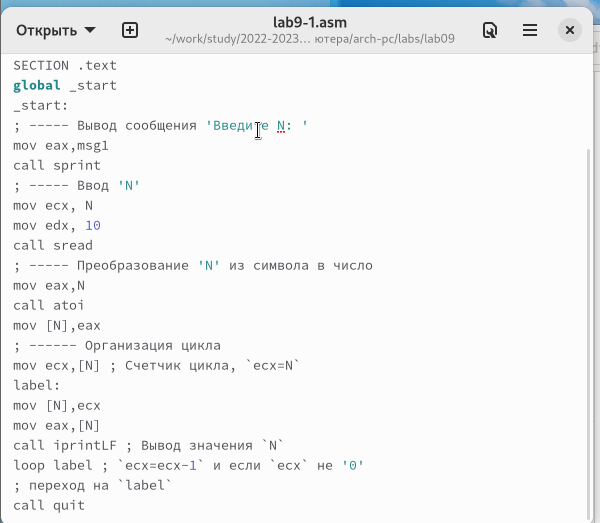 Открыть
lab9-1.asm
~/work/study/2022-2023... ютера/arch-pc/labs/lab09
SECTION .text
global _start
_start:
; ----- Вывод сообщения 'Введите N: '
mov eax,msg1
call sprint
; ----- Ввод 'N'
mov ecx, N
mov edx, 10
call sread
; ----- Преобразование 'N' из символа в число
mov eax,N
call atoi
mov [N],eax
; ------ Организация цикла
mov ecx,[N] ; Счетчик цикла, `ecx=N`
label:
mov [N],ecx
mov eax,[N]
call iprintLF ; Вывод значения `N`
loop label ; `ecx=ecx-1` и если `ecx` не '0'
; переход на `label`
call quit